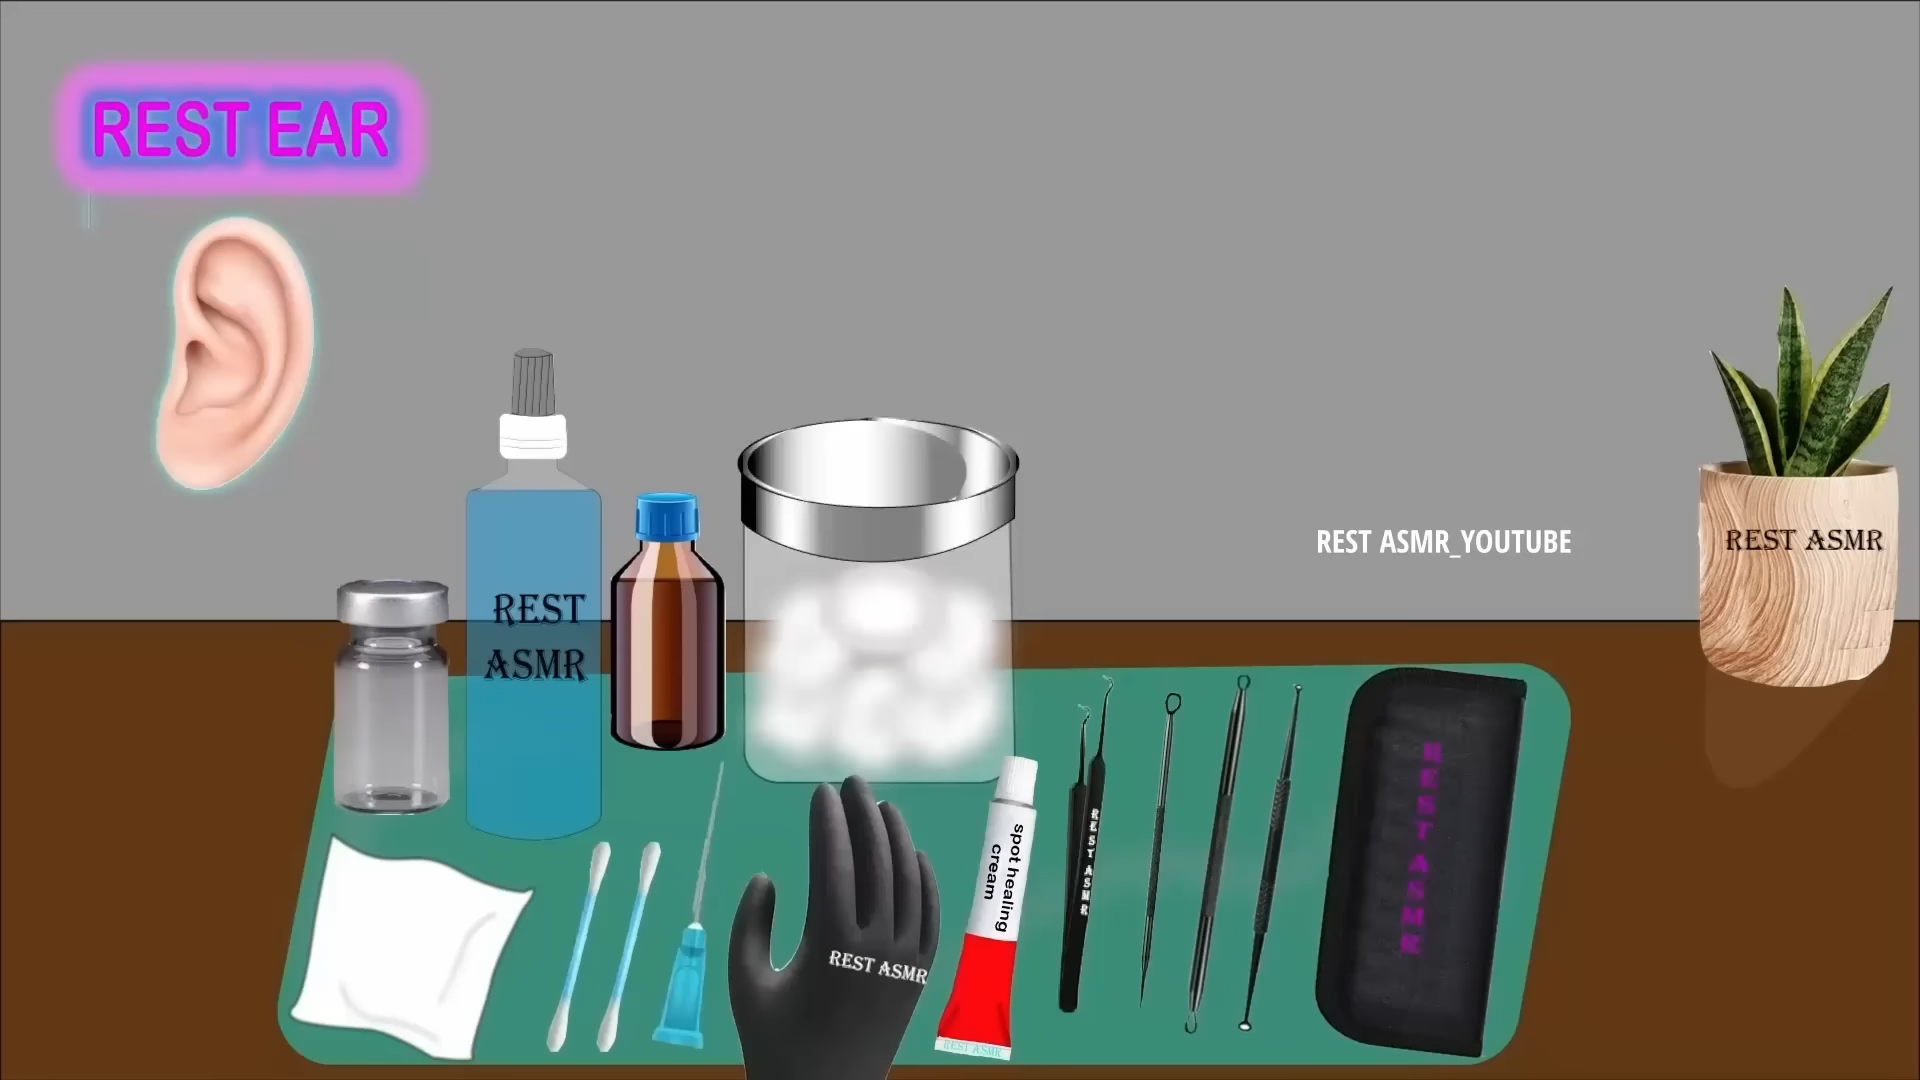 REST EAR
REST ASMR_YOUTUBE
REST ASMR
REST
ASMR
spot healing
cream
REST ASMR
REST ASMR
REST ASMR
REST ASMR